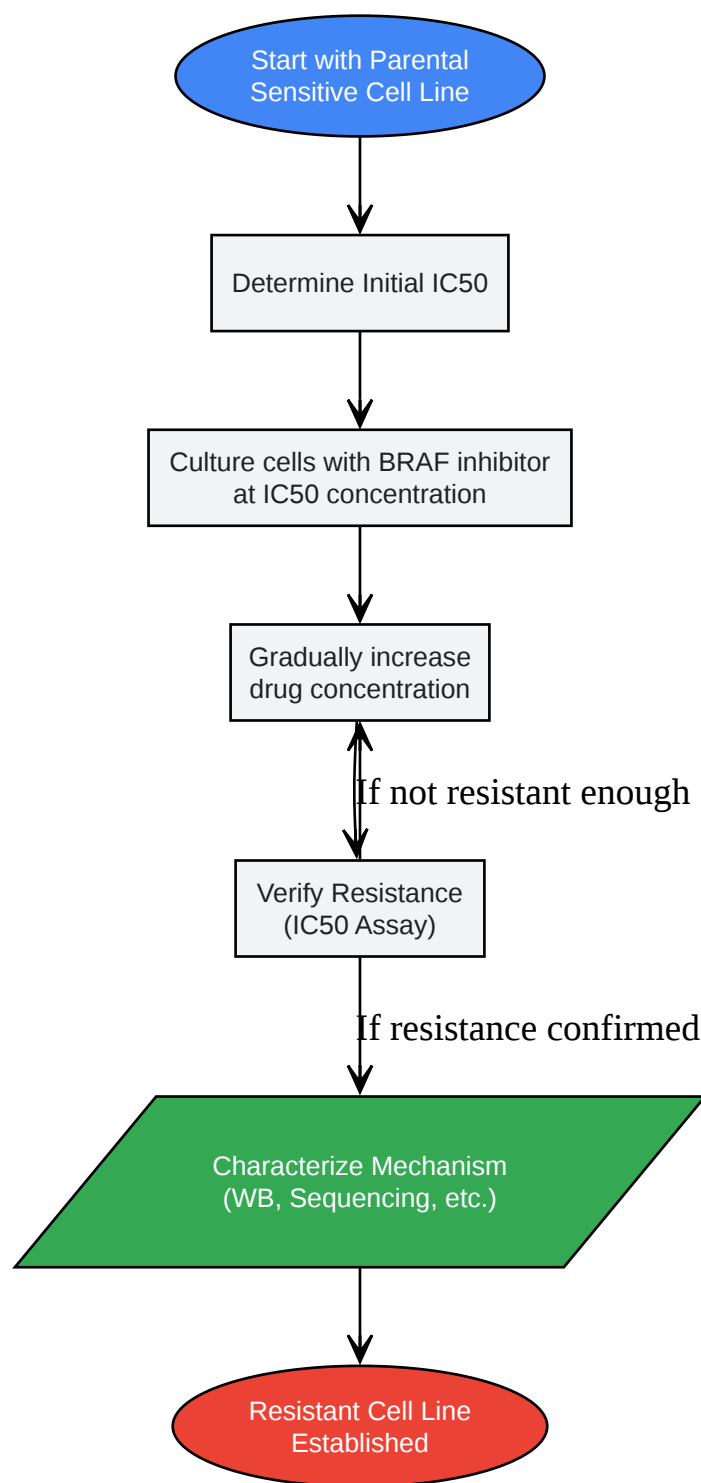 Start with Parental
Sensitive Cell Line
Determine Initial IC50
Culture cells with BRAF inhibitor
at IC50 concentration
Gradually increase
drug concentration
If not resistant enough
Verify Resistance
(IC50 Assay)
If resistance confirmed
Characterize Mechanism
(WB, Sequencing, etc.)
Resistant Cell Line
Established